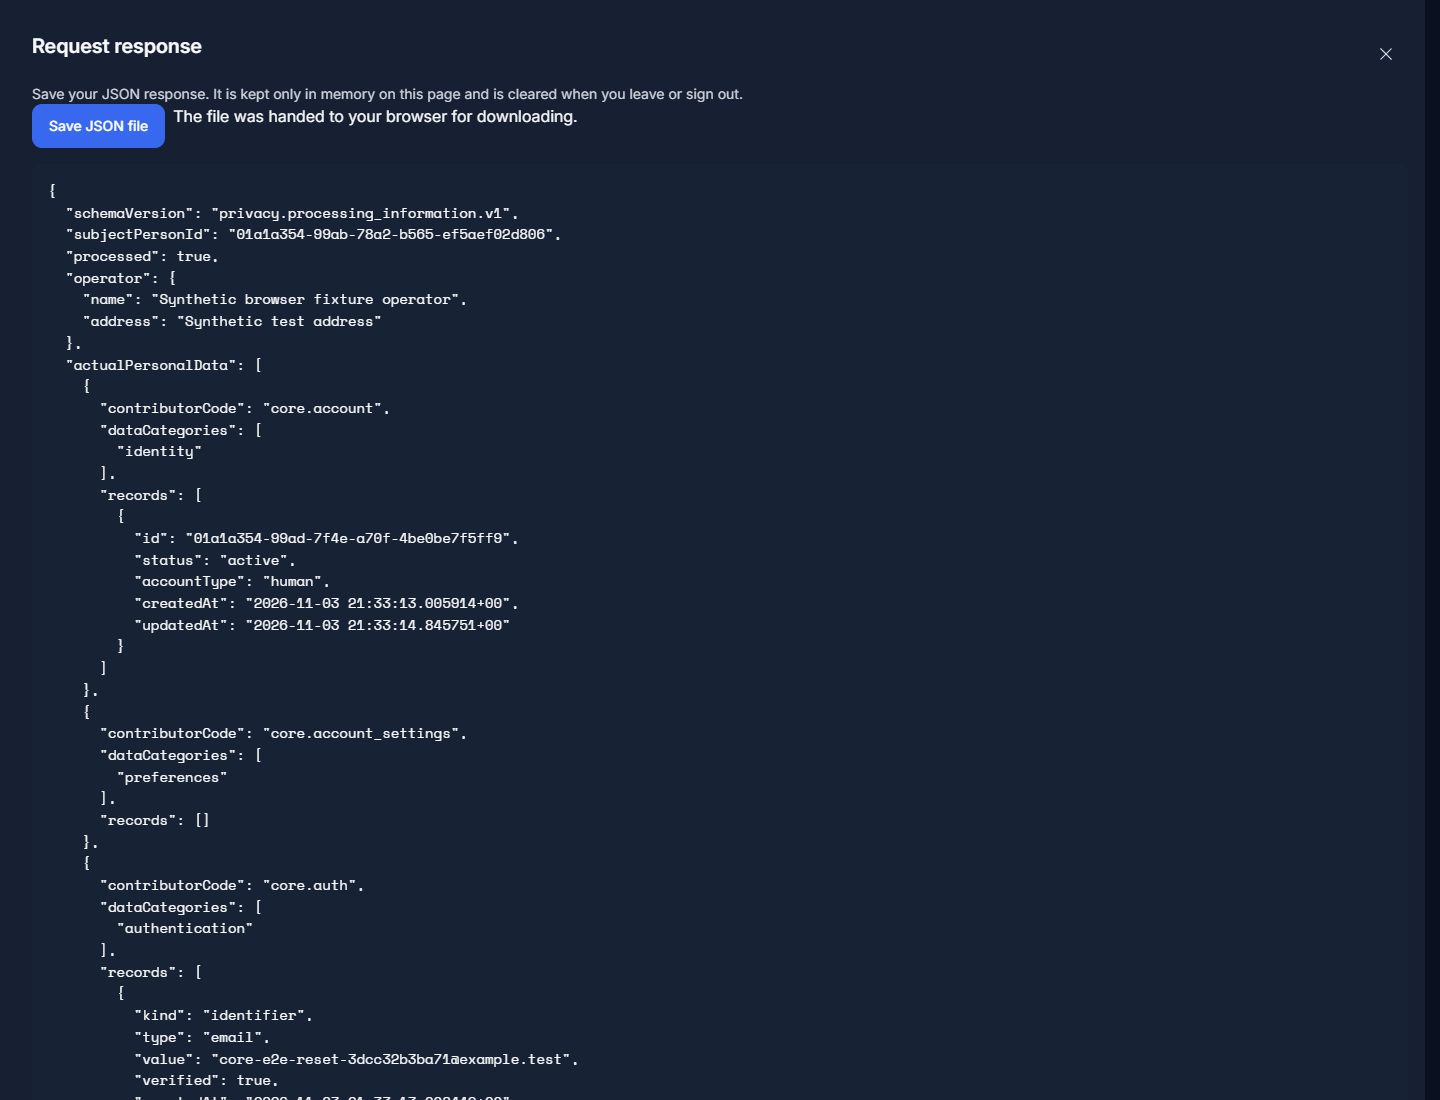 Request response
Save your JSON response. It is kept only in memory on this page and is cleared when you leave or sign out.
Save JSON file
The file was handed to your browser for downloading.
{
  "schemaVersion": "privacy.processing_information.v1",
  "subjectPersonId": "01a1a354-99ab-78a2-b565-ef5aef02d806",
  "processed": true,
  "operator": {
    "name": "Synthetic browser fixture operator",
    "address": "Synthetic test address"
  },
  "actualPersonalData": [
    {
      "contributorCode": "core.account",
      "dataCategories": [
        "identity"
      ],
      "records": [
        {
          "id": "01a1a354-99ad-7f4e-a70f-4be0be7f5ff9",
          "status": "active",
          "accountType": "human",
          "createdAt": "2026-11-03 21:33:13.005914+00",
          "updatedAt": "2026-11-03 21:33:14.845751+00"
        }
      ]
    },
    {
      "contributorCode": "core.account_settings",
      "dataCategories": [
        "preferences"
      ],
      "records": []
    },
    {
      "contributorCode": "core.auth",
      "dataCategories": [
        "authentication"
      ],
      "records": [
        {
          "kind": "identifier",
          "type": "email",
          "value": "core-e2e-reset-3dcc32b3ba71@example.test",
          "verified": true,